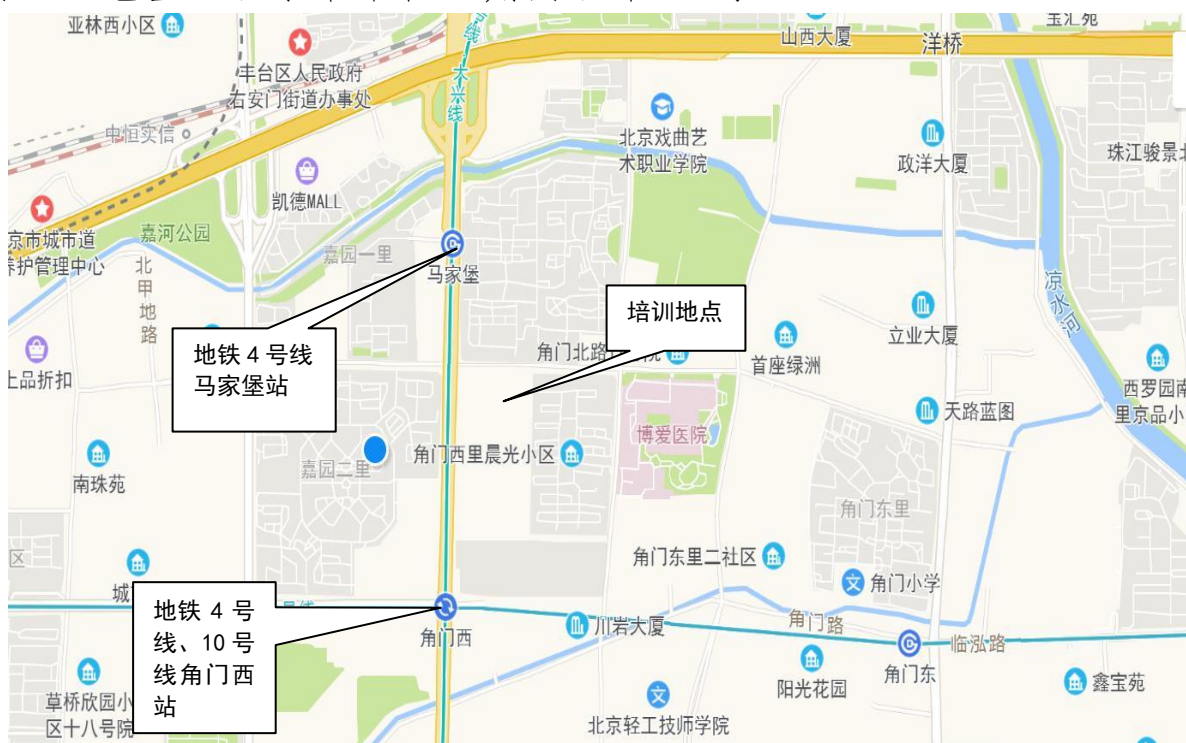 亚林西小区
宝汇苑
山西大厦
洋桥
号线
大兴线
丰台区人民政府
右安门街道办事处
中恒实信
北京戏曲艺
术职业学院
政洋大厦
珠江骏景北
凯德MALL
京市城市道
养护管理中心
嘉河公园
北甲地路
嘉园一里
马家堡
凉水河
培训地点
地铁 4 号线
马家堡站
立业大厦
角门北路
院
首座绿洲
上品折扣
西罗园南
里京品小
天路蓝图
博爱医院
角门西里晨光小区
嘉园二里
南珠苑
角门东里
区
角门东里二社区
角门小学
城
号线
地铁 4 号
线、10 号
线角门西
站
角门西
川岩大厦
角门路
临泓路
角门东
阳光花园
鑫宝苑
草桥欣园小
区十八号院
北京轻工技师学院